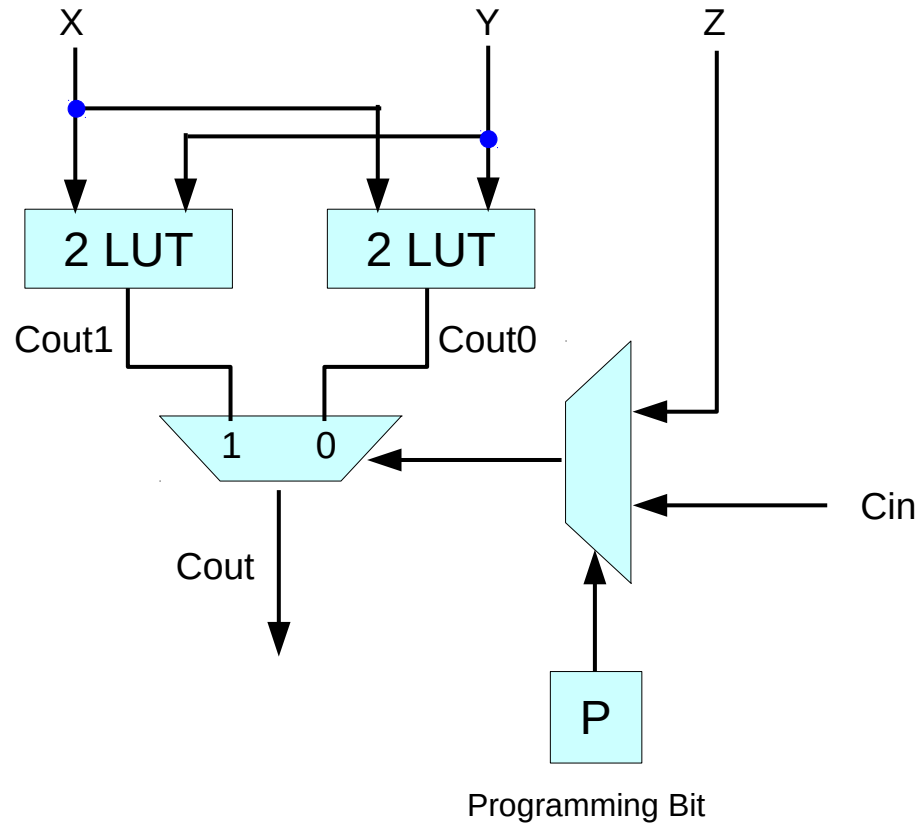 X
Y
Z
2 LUT
2 LUT
Cout1
Cout0
1
0
Cin
Cout
P
Programming Bit